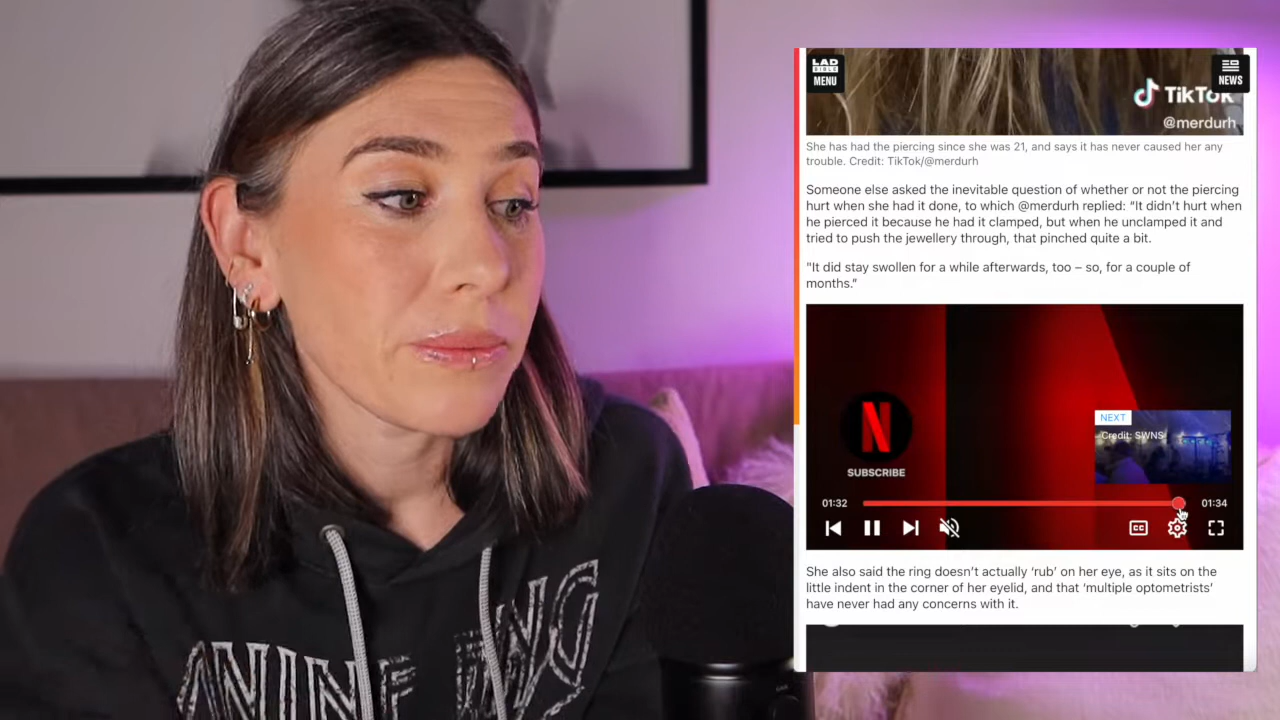 LAD
BIBLE
MENU
NEWS
TikTok
@merdurh
She has had the piercing since she was 21, and says it has never caused her any
trouble. Credit: TikTok/@merdurh
Someone else asked the inevitable question of whether or not the piercing
hurt when she had it done, to which @merdurh replied: “It didn’t hurt when
he pierced it because he had it clamped, but when he unclamped it and
tried to push the jewellery through, that pinched quite a bit.
"It did stay swollen for a while afterwards, too – so, for a couple of
months.”
N
SUBSCRIBE
NEXT
Credit: SWNS
01:32
01:34
CC
She also said the ring doesn’t actually ‘rub’ on her eye, as it sits on the
little indent in the corner of her eyelid, and that ‘multiple optometrists’
have never had any concerns with it.
NINE